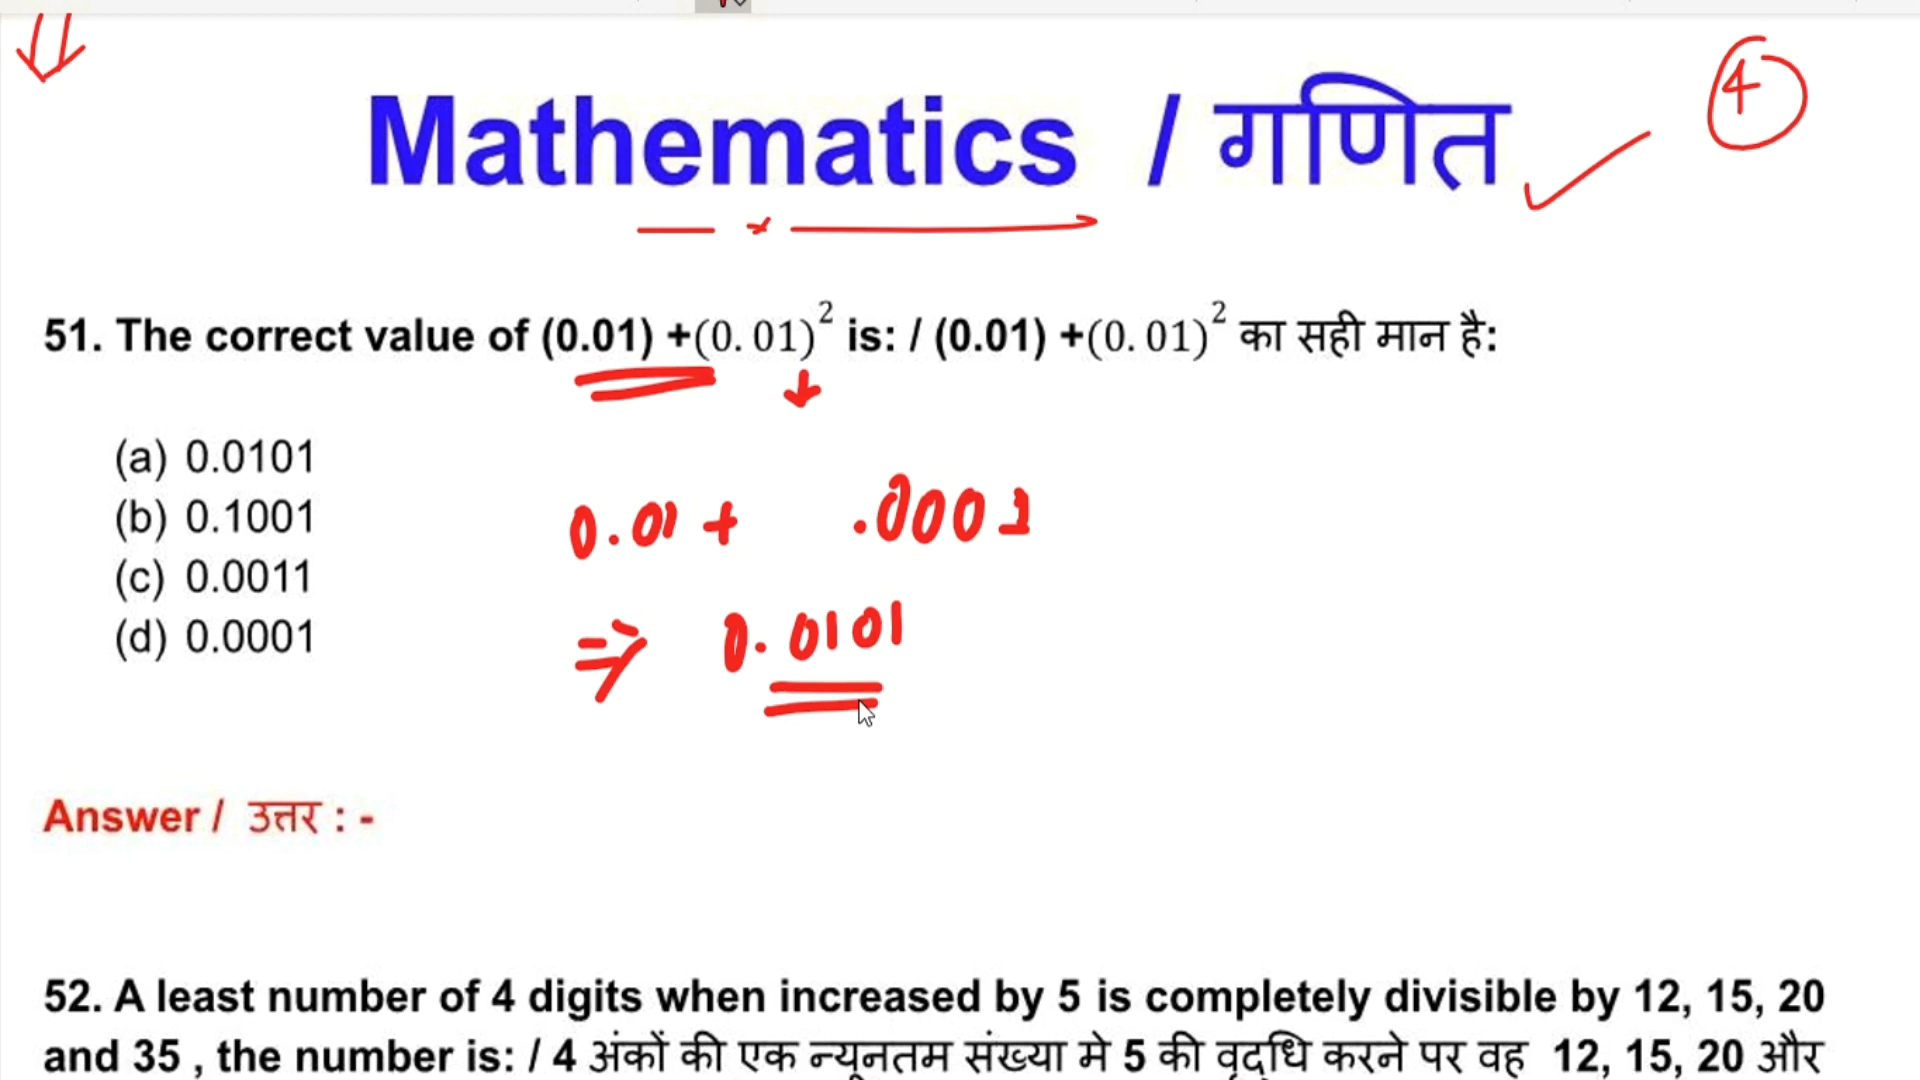 4
Mathematics / गणित
51. The correct value of (0.01) +(0.01)² is: / (0.01) +(0.01)² का सही मान है:
(a) 0.0101
(b) 0.1001
(c) 0.0011
(d) 0.0001
0.01 + .0001
⇒ 0.0101
Answer / उत्तर : -
52. A least number of 4 digits when increased by 5 is completely divisible by 12, 15, 20
and 35 , the number is: / 4 अंकों की एक न्यूनतम संख्या मे 5 की वृद्धि करने पर वह 12, 15, 20 और